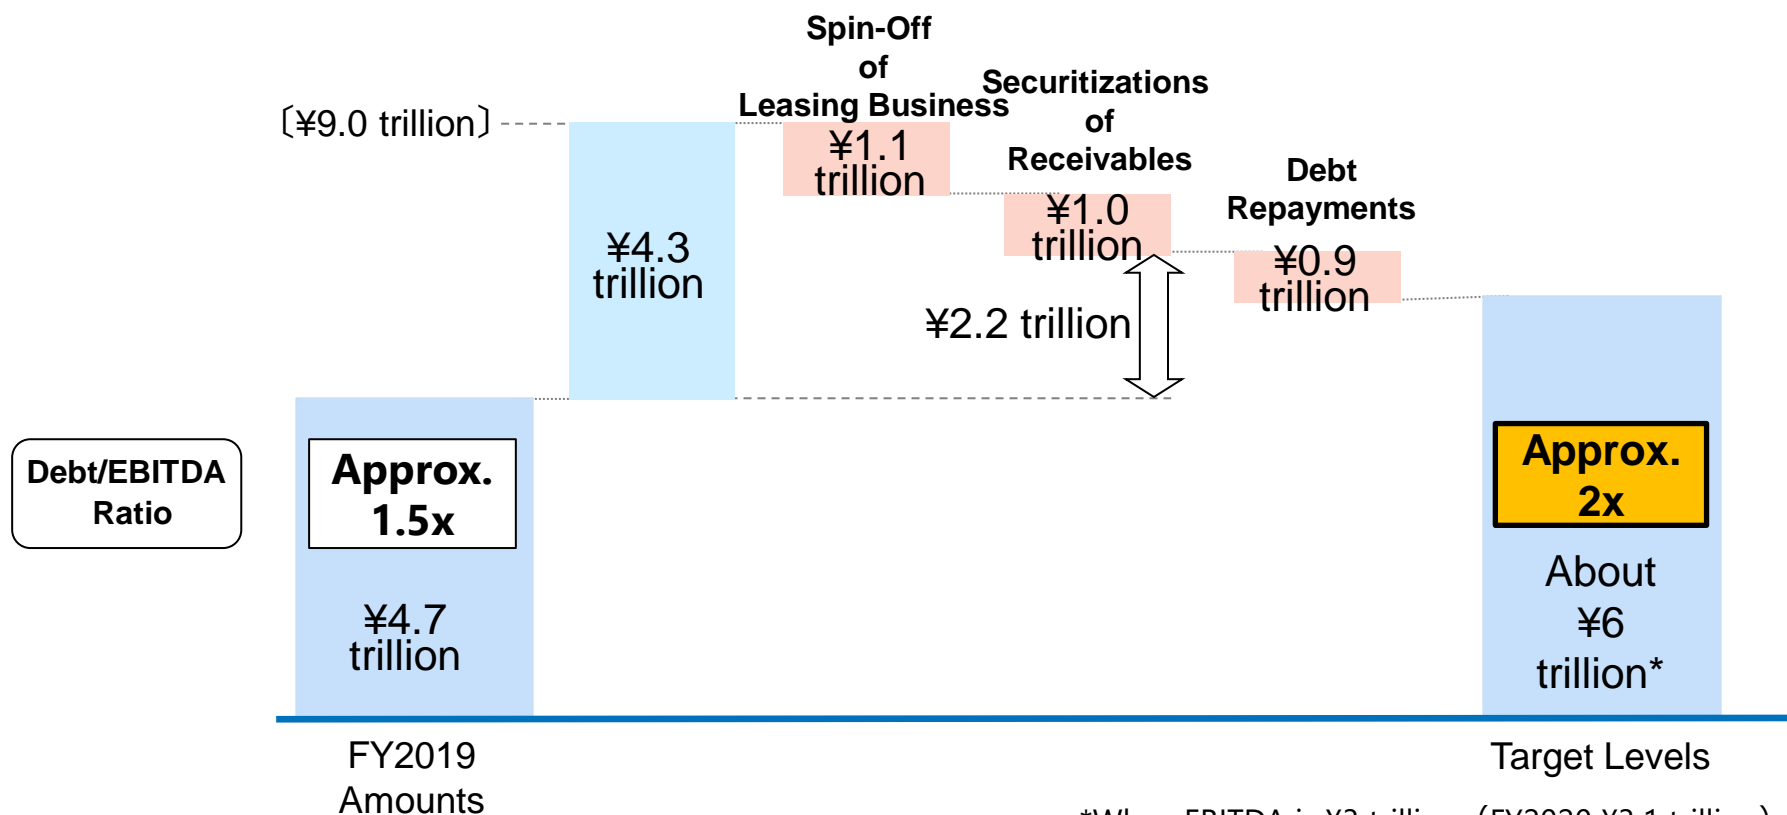 Spin-Off
of
Leasing Business
Securitizations
of
Receivables
Debt
Repayments
〔¥9.0 trillion〕
¥1.1
trillion
¥1.0
trillion
¥0.9
trillion
¥4.3
trillion
¥2.2 trillion
Debt/EBITDA
Ratio
Approx.
1.5x
¥4.7
trillion
Approx.
2x
About
¥6
trillion*
FY2019
Amounts
Target Levels